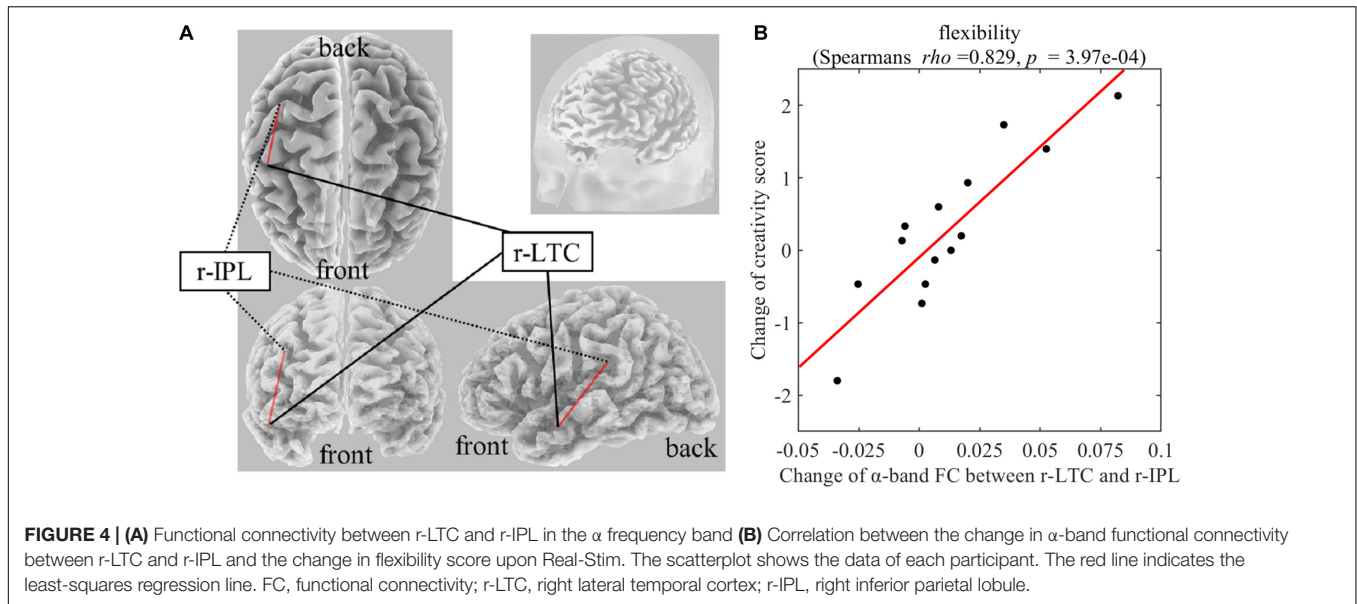 A
back
front
r-IPL
r-LTC
front
front
back
B
flexibility
(Spearmans rho =0.829, p = 3.97e-04)
Change of creativity score
2
1
0
-1
-2
-0.05 -0.025 0 0.025 0.05 0.075 0.1
Change of α-band FC between r-LTC and r-IPL
FIGURE 4 | (A) Functional connectivity between r-LTC and r-IPL in the α frequency band (B) Correlation between the change in α-band functional connectivity
between r-LTC and r-IPL and the change in flexibility score upon Real-Stim. The scatterplot shows the data of each participant. The red line indicates the
least-squares regression line. FC, functional connectivity; r-LTC, right lateral temporal cortex; r-IPL, right inferior parietal lobule.